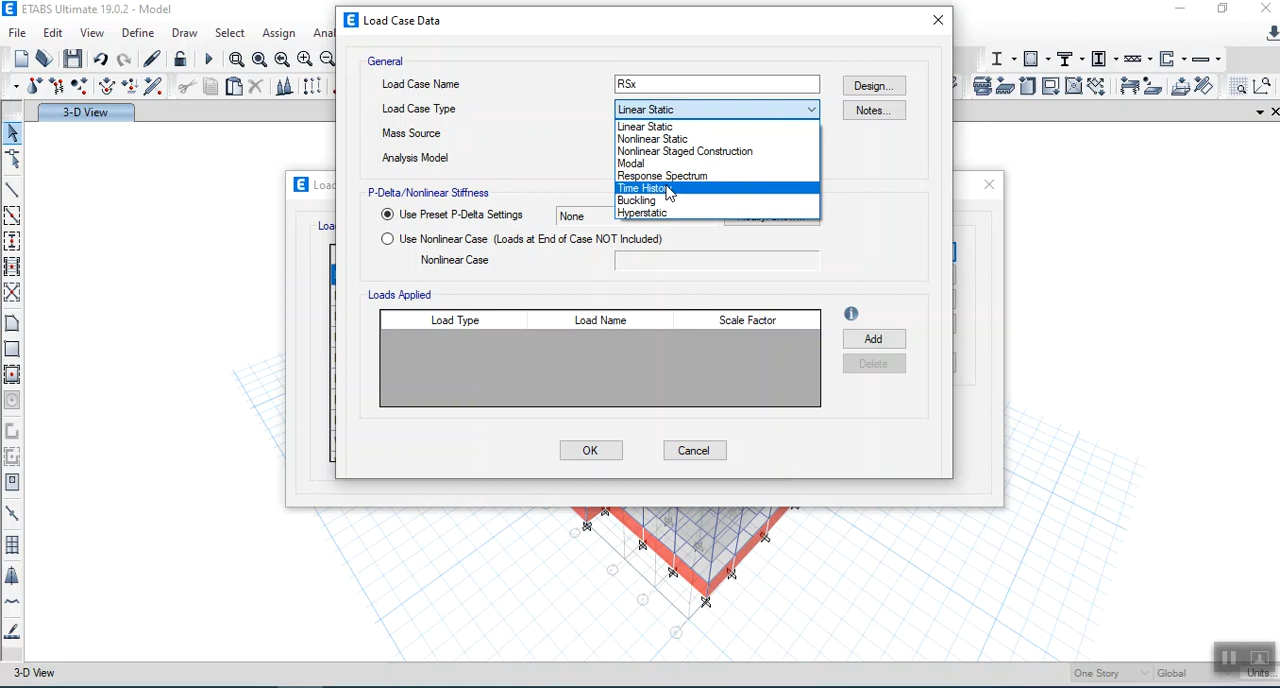 ETABS Ultimate 19.0.2 - Model
Load Case Data
File Edit View Define Draw Select Assign
General
Load Case Name RSx Design...
Load Case Type Linear Static Notes...
Mass Source
Analysis Model
Linear Static
Nonlinear Static
Nonlinear Staged Construction
Modal
Response Spectrum
Time History
Buckling
Hyperstatic
3-D View
P-Delta/Nonlinear Stiffness
Use Preset P-Delta Settings None
Use Nonlinear Case (Loads at End of Case NOT Included)
Nonlinear Case
Loads Applied
Load Type Load Name Scale Factor
Add
Delete
OK Cancel
3-D View One Story Global Units...